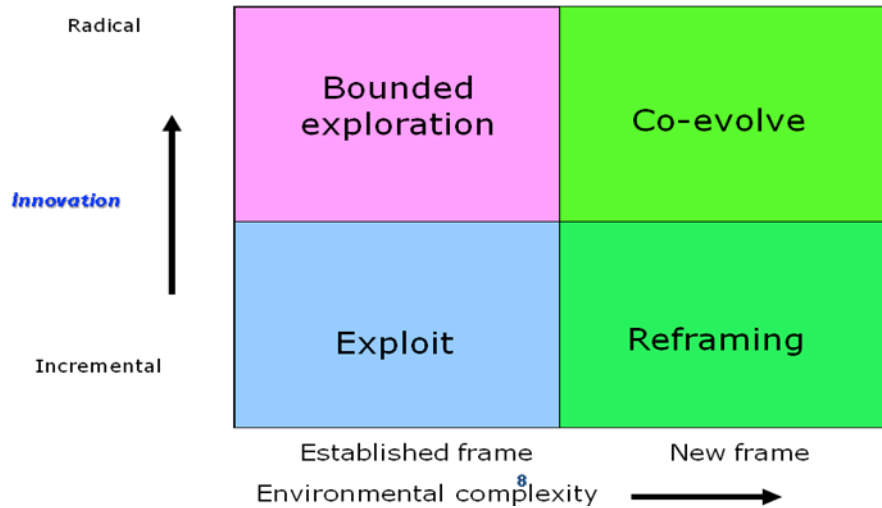 Radical
Bounded
exploration
Co-evolve
Innovation
Exploit
Reframing
Incremental
Established frame
New frame
8
Environmental complexity